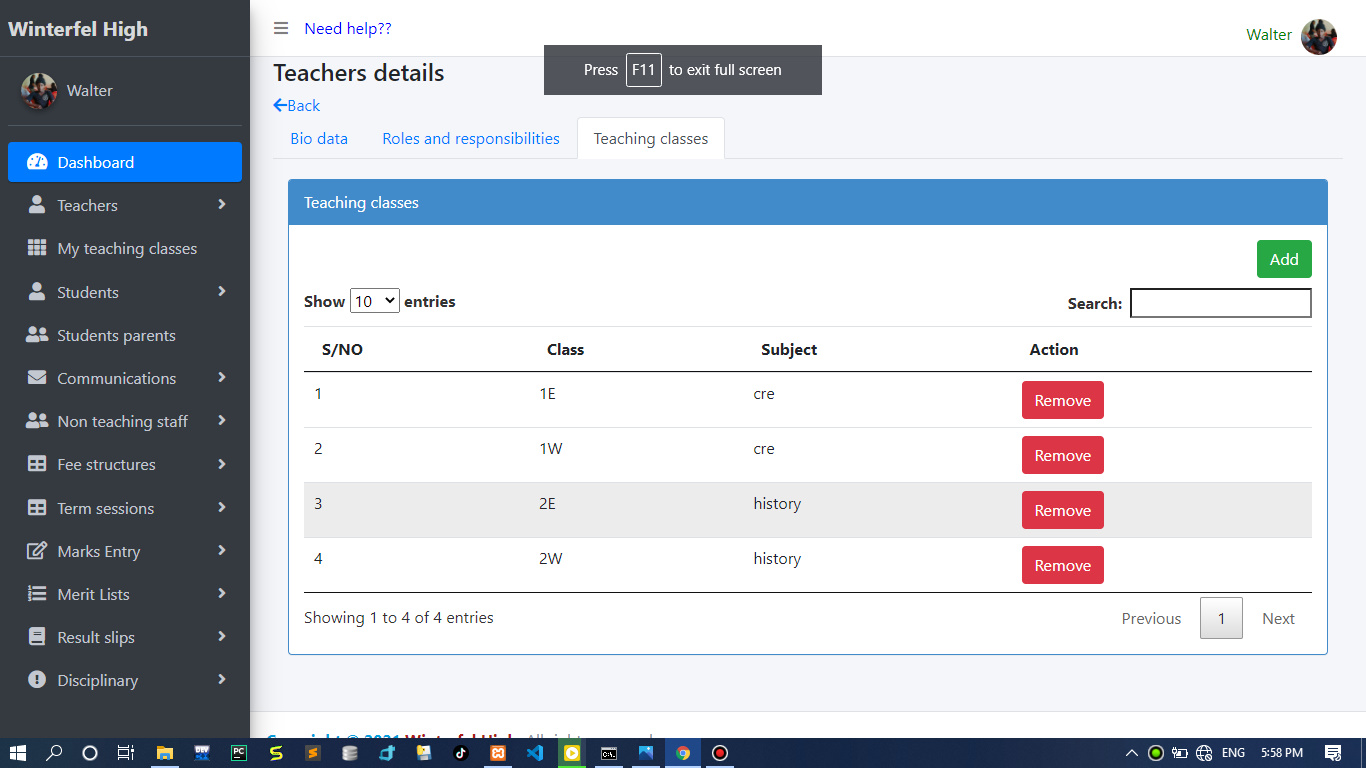 Winterfel High
Need help??
Walter
Press F11 to exit full screen
Teachers details
Walter
Back
Bio data
Roles and responsibilities
Teaching classes
Dashboard
Teachers
My teaching classes
Students
Students parents
Communications
Non teaching staff
Fee structures
Term sessions
Marks Entry
Merit Lists
Result slips
Disciplinary
Teaching classes
Add
Show 10 entries
Search:
S/NO Class Subject Action
1 1E cre Remove
2 1W cre Remove
3 2E history Remove
4 2W history Remove
Showing 1 to 4 of 4 entries
Previous 1 Next
Copyright © 2021 Winterfel High.
ENG
5:58 PM